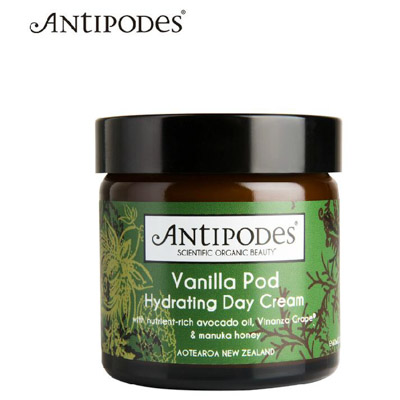 ANTIPODES®
ANTIPODES®
SCIENTIFIC ORGANIC BEAUTY™
Vanilla Pod
Hydrating Day Cream
with nutrient-rich avocado oil, Vinanza Grape®
& manuka honey
AOTEAROA NEW ZEALAND